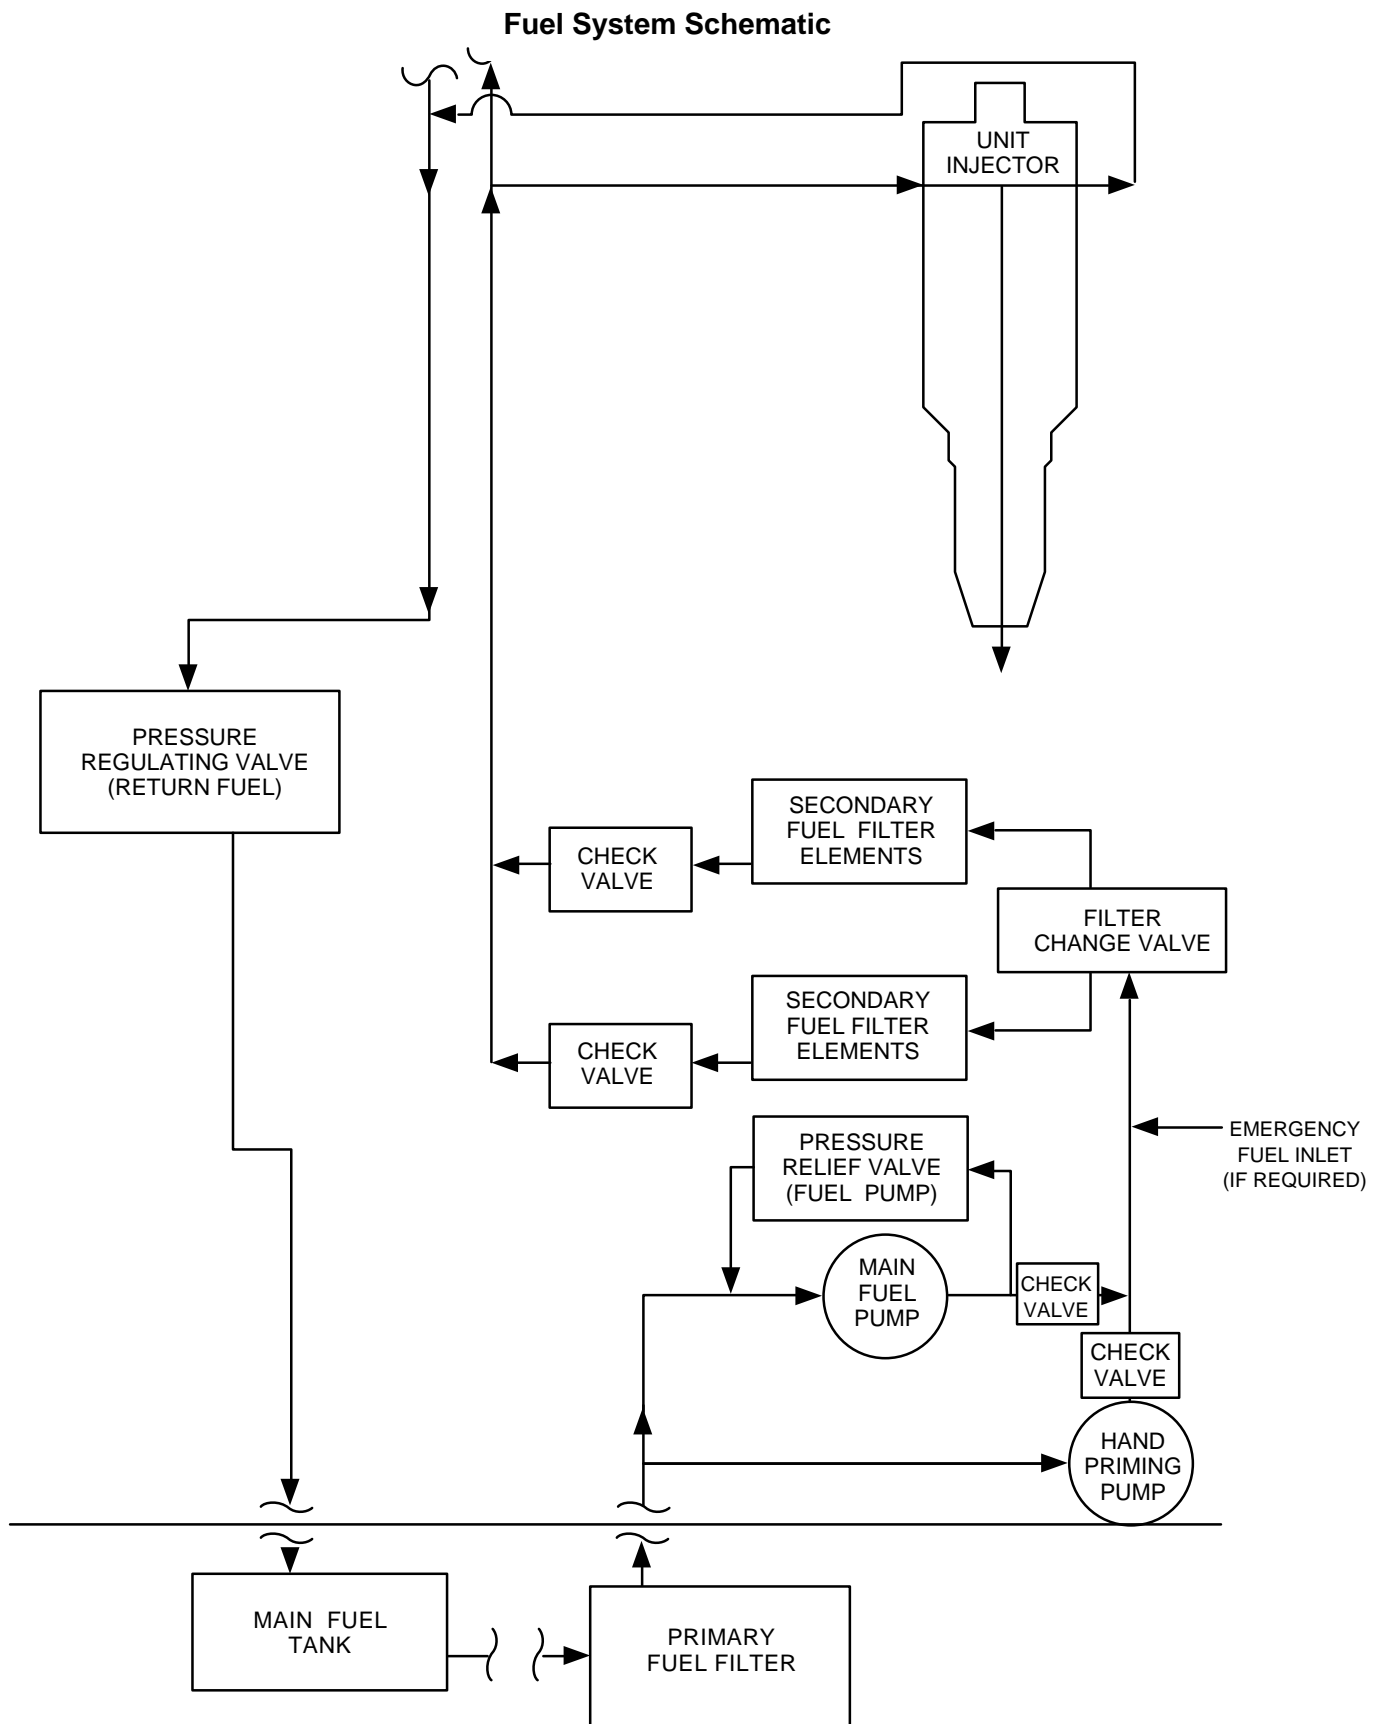 Fuel System Schematic
UNIT
INJECTOR
PRESSURE
REGULATING VALVE
(RETURN FUEL)
SECONDARY
FUEL FILTER
ELEMENTS
CHECK
VALVE
FILTER
CHANGE VALVE
SECONDARY
FUEL FILTER
ELEMENTS
CHECK
VALVE
PRESSURE
RELIEF VALVE
(FUEL PUMP)
EMERGENCY
FUEL INLET
(IF REQUIRED)
MAIN
FUEL
PUMP
CHECK
VALVE
CHECK
VALVE
HAND
PRIMING
PUMP
MAIN FUEL
TANK
PRIMARY
FUEL FILTER